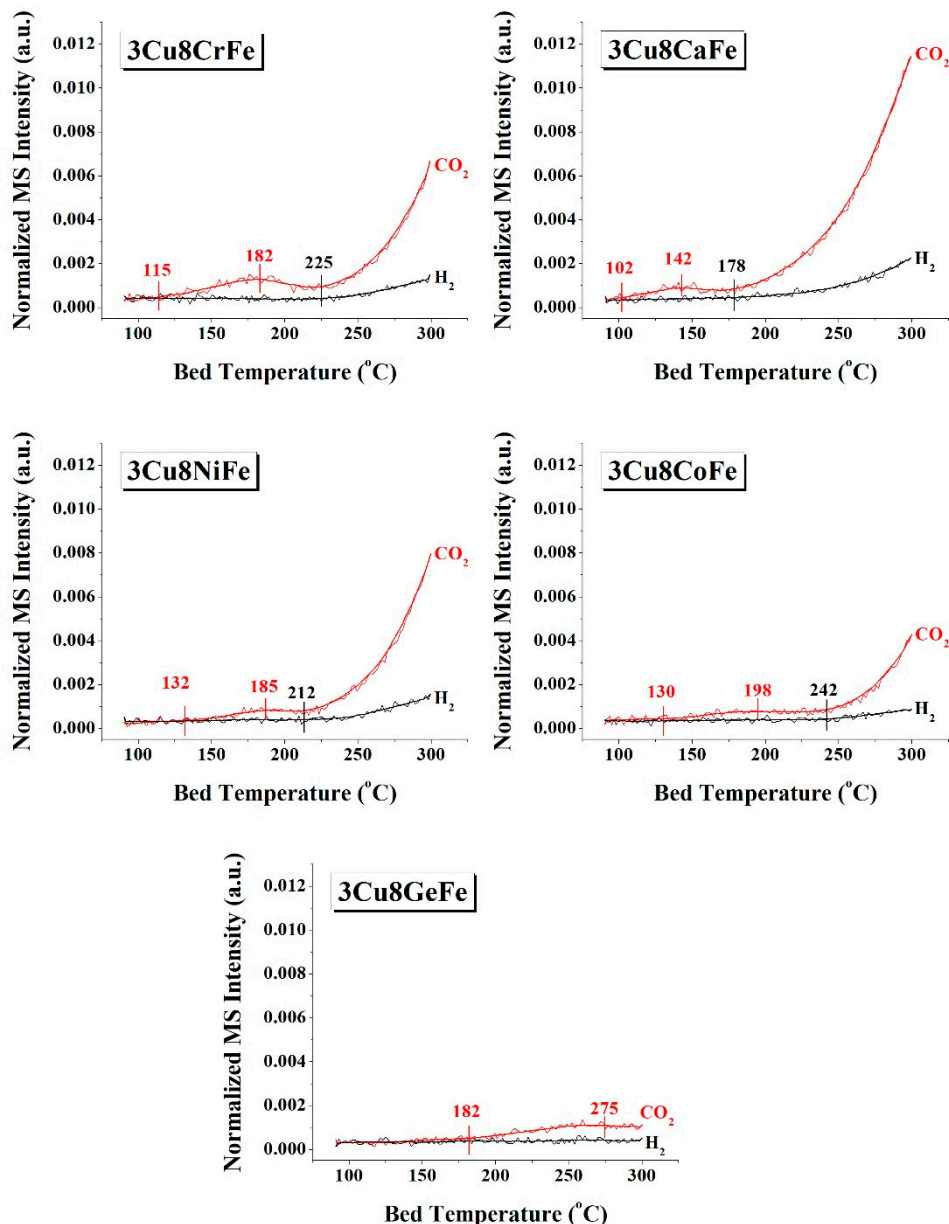 3Cu8CrFe
Normalized MS Intensity (a.u.)
0.012
0.010
0.008
0.006
0.004
0.002
0.000
CO₂
115
182
225
H₂
100
150
200
250
300
Bed Temperature (°C)
3Cu8CaFe
Normalized MS Intensity (a.u.)
0.012
0.010
0.008
0.006
0.004
0.002
0.000
CO₂
102
142
178
H₂
100
150
200
250
300
Bed Temperature (°C)
3Cu8NiFe
Normalized MS Intensity (a.u.)
0.012
0.010
0.008
0.006
0.004
0.002
0.000
CO₂
132
185
212
H₂
100
150
200
250
300
Bed Temperature (°C)
3Cu8CoFe
Normalized MS Intensity (a.u.)
0.012
0.010
0.008
0.006
0.004
0.002
0.000
CO₂
130
198
242
H₂
100
150
200
250
300
Bed Temperature (°C)
3Cu8GeFe
Normalized MS Intensity (a.u.)
0.012
0.010
0.008
0.006
0.004
0.002
0.000
182
275
CO₂
H₂
100
150
200
250
300
Bed Temperature (°C)